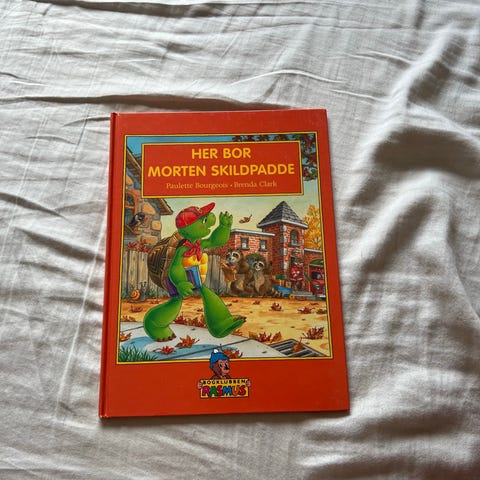 HER BOR
MORTEN SKILDPADDE
Paulette Bourgeois • Brenda Clark
BOGKLUBBEN
RASMUS